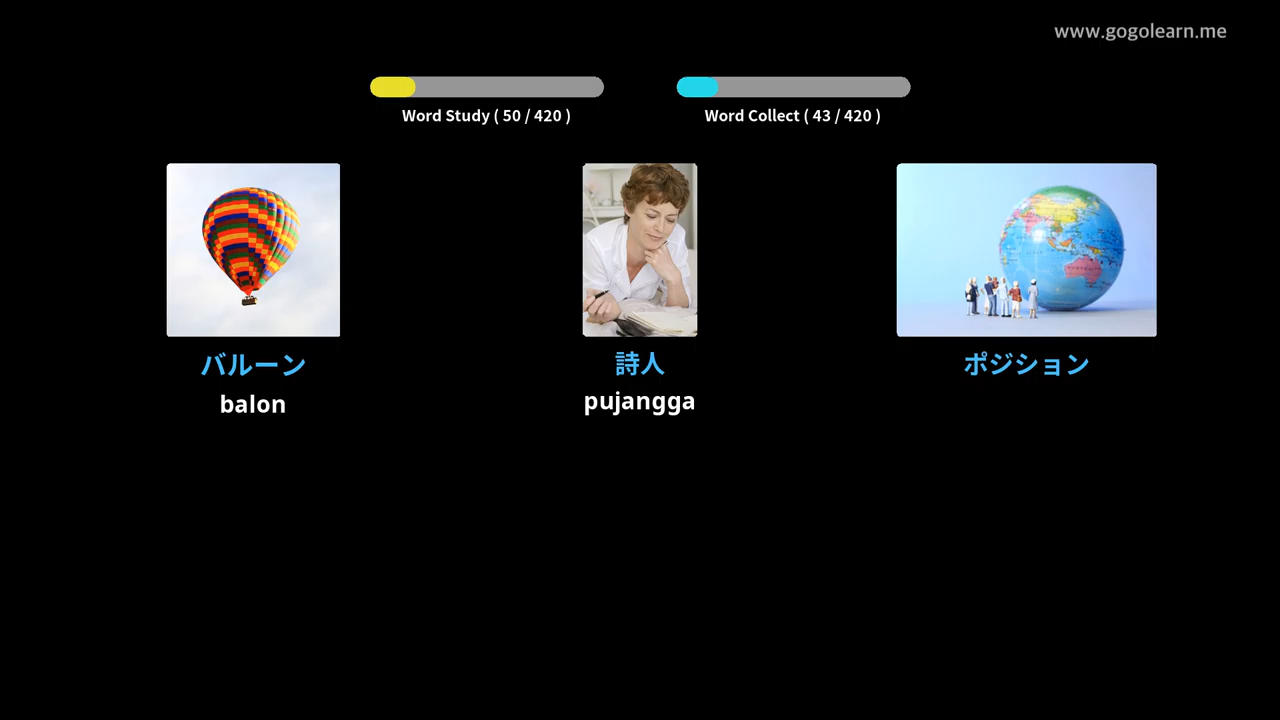 www.gogolearn.me
Word Study ( 50 / 420 )
Word Collect ( 43 / 420 )
バルーン
balon
詩人
pujangga
ポジション